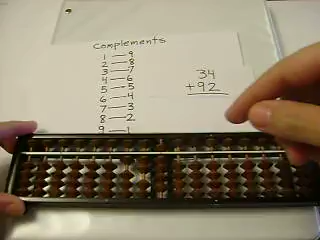 Complements
1 — 9
2 — 8
3 — 7
4 — 6
5 — 5
6 — 4
7 — 3
8 — 2
9 — 1
34
+92